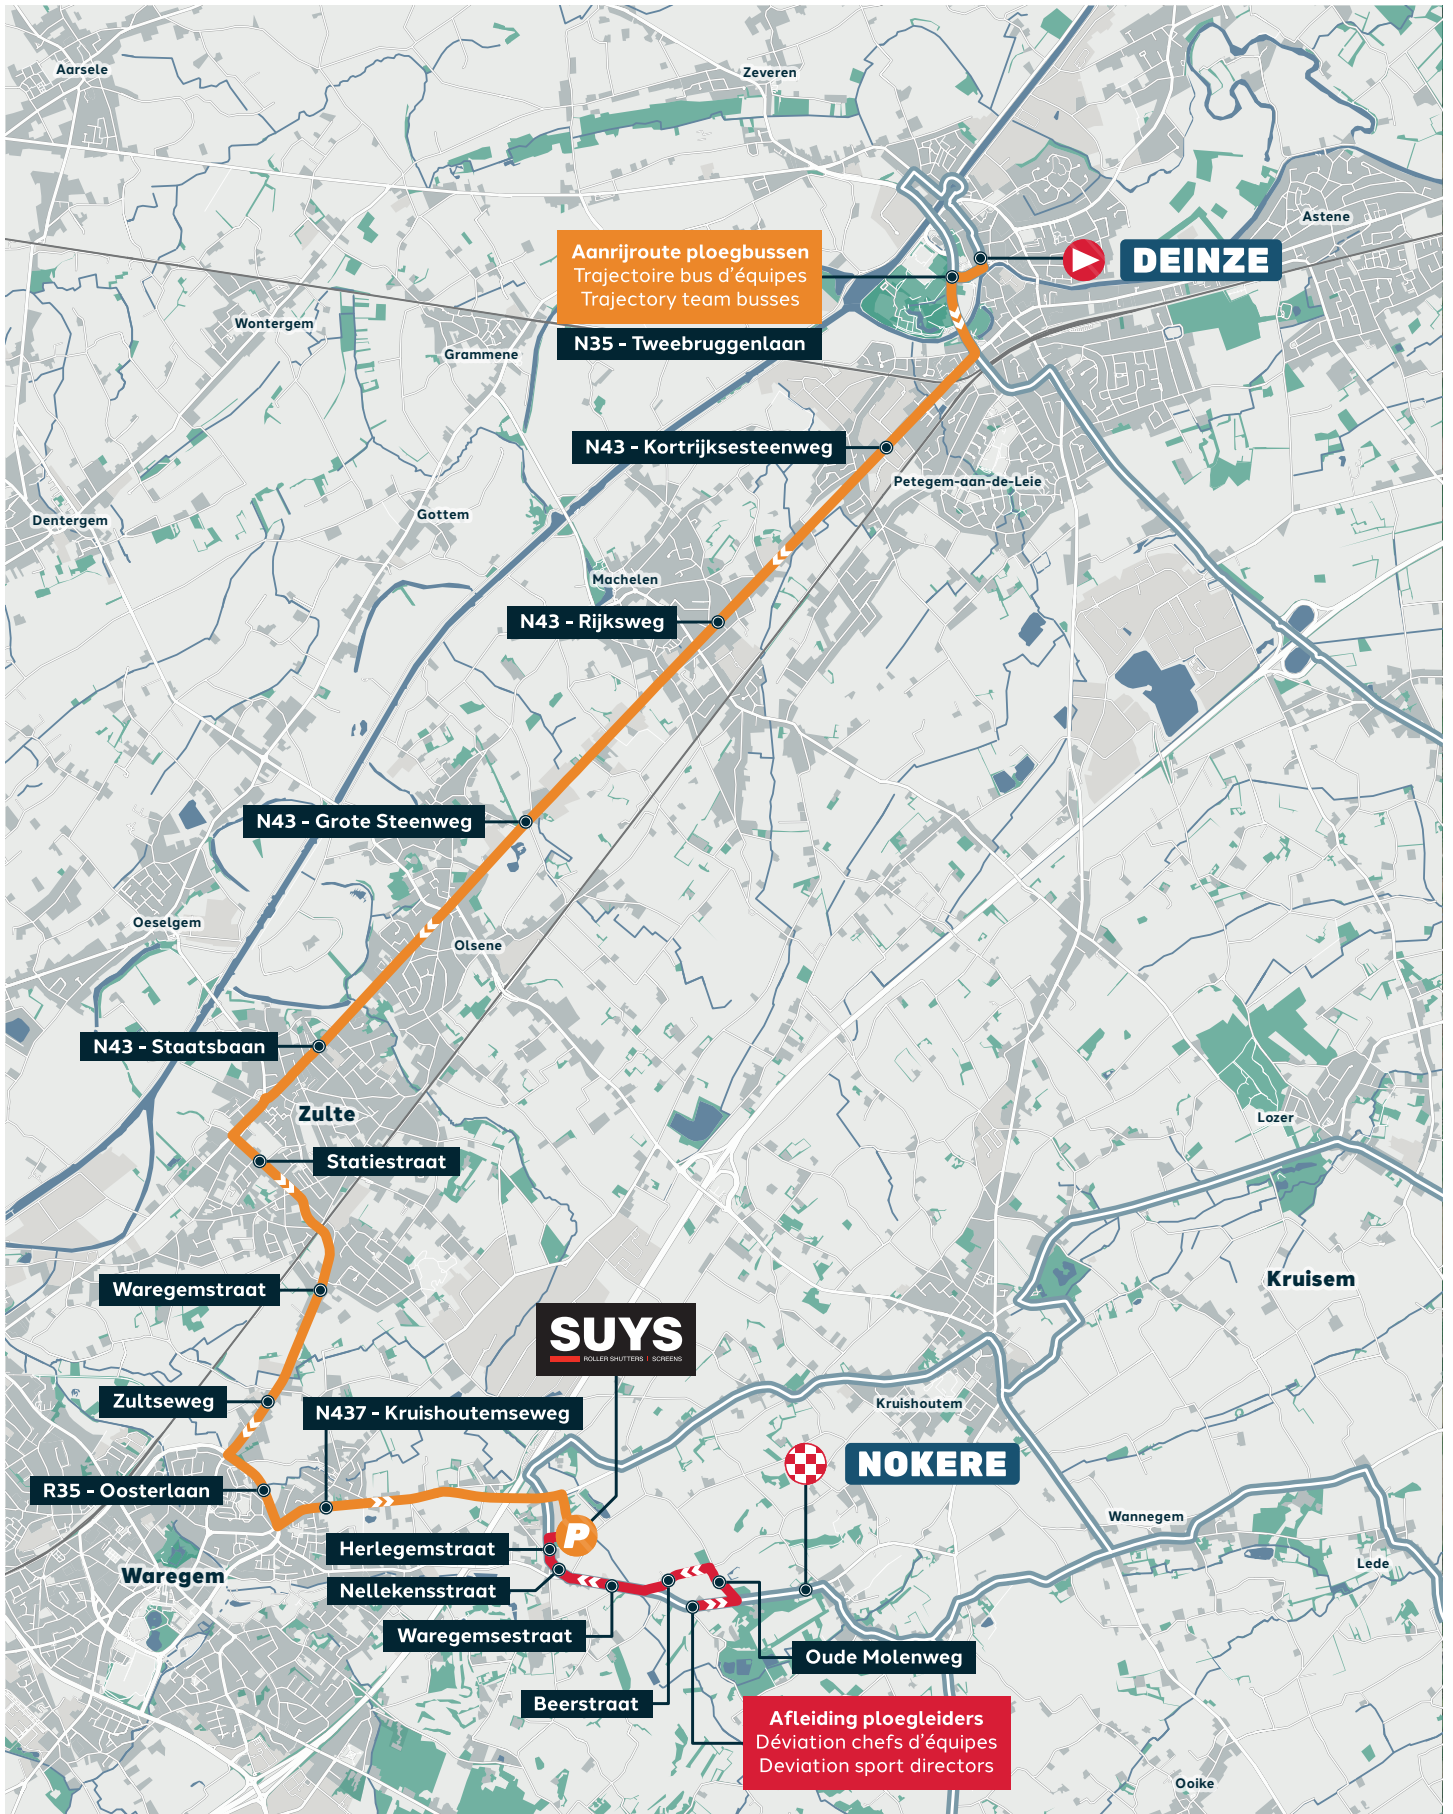 Aarsele
Zeveren
Astene
Aanrijroute ploegbussen
Trajectoire bus d'équipes
Trajectory team busses
N35 - Tweebruggenlaan
DEINZE
Wontergem
Grammene
N43 - Kortrijksesteenweg
Petegem-aan-de-Leie
Gottem
Dentergem
Machelen
N43 - Rijksweg
N43 - Grote Steenweg
Oeselgem
Olsene
N43 - Staatsbaan
Zulte
Lozer
Statiestraat
Kruisem
Waregemstraat
SUYS
ROLLER SHUTTERS | SCREENS
Zultseweg
N437 - Kruishoutemseweg
Kruishoutem
NOKERE
R35 - Oosterlaan
Wannegem
P
Herlegemstraat
Lede
Waregem
Nellekensstraat
Waregemsestraat
Oude Molenweg
Beerstraat
Afleiding ploegleiders
Déviation chefs d'équipes
Deviation sport directors
Ooike